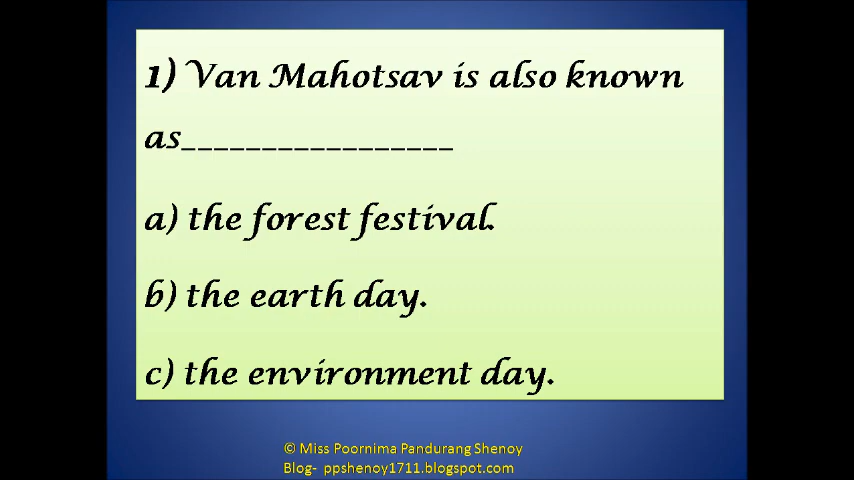 1) Van Mahotsav is also known
as_________________
a) the forest festival.
b) the earth day.
c) the environment day.
© Miss Poornima Pandurang Shenoy
Blog- ppshenoy1711.blogspot.com